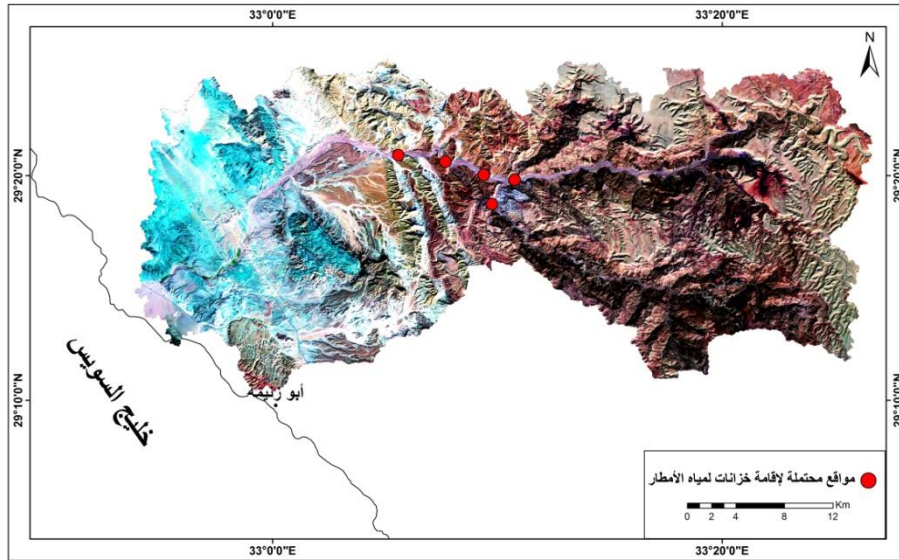 33°0'0"E 33°20'0"E
N
29°20'0"N 29°20'0"N
خليج السويس
أبو زنيمه
29°10'0"N 29°10'0"N
مواقع محتملة لإقامة خزانات لمياه الأمطار
Km
0 2 4 8 12
33°0'0"E 33°20'0"E